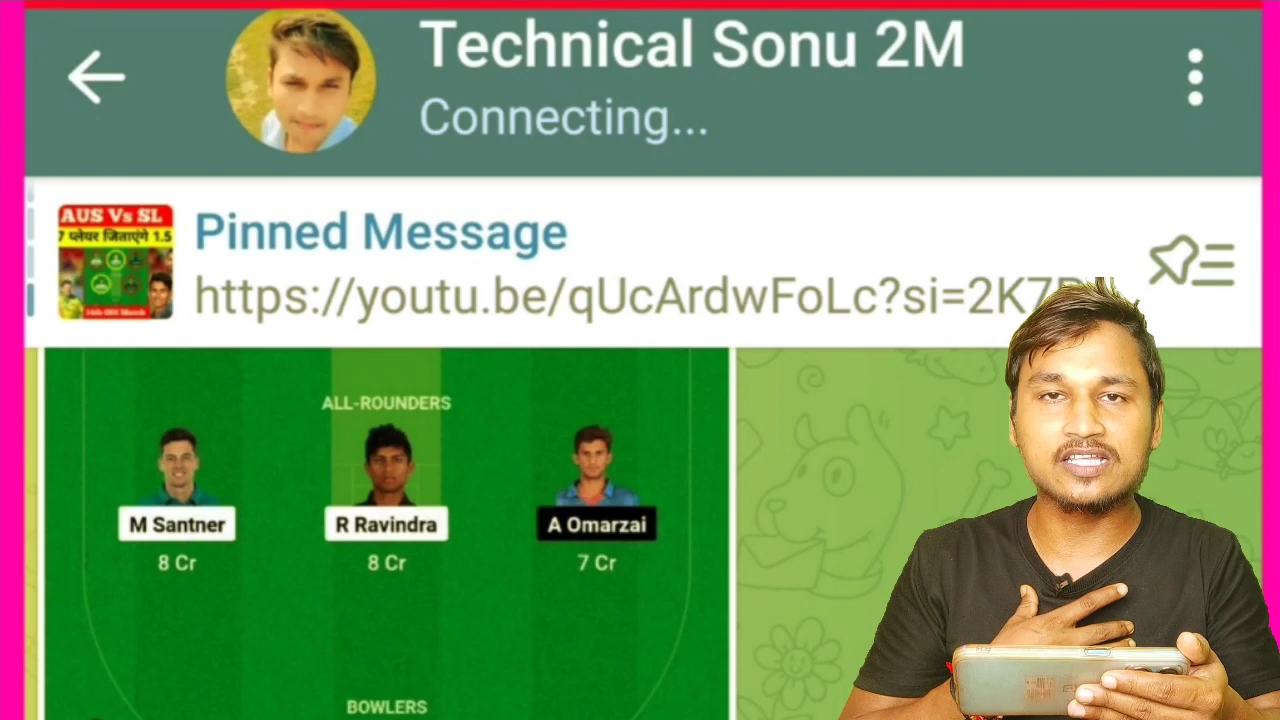 Technical Sonu 2M
Connecting...
AUS Vs SL
7 प्लेयर जिताएंगे 1.5
Pinned Message
https://youtu.be/qUcArdwFoLc?si=2K7
ALL-ROUNDERS
M Santner
R Ravindra
A Omarzai
8 Cr
8 Cr
7 Cr
BOWLERS